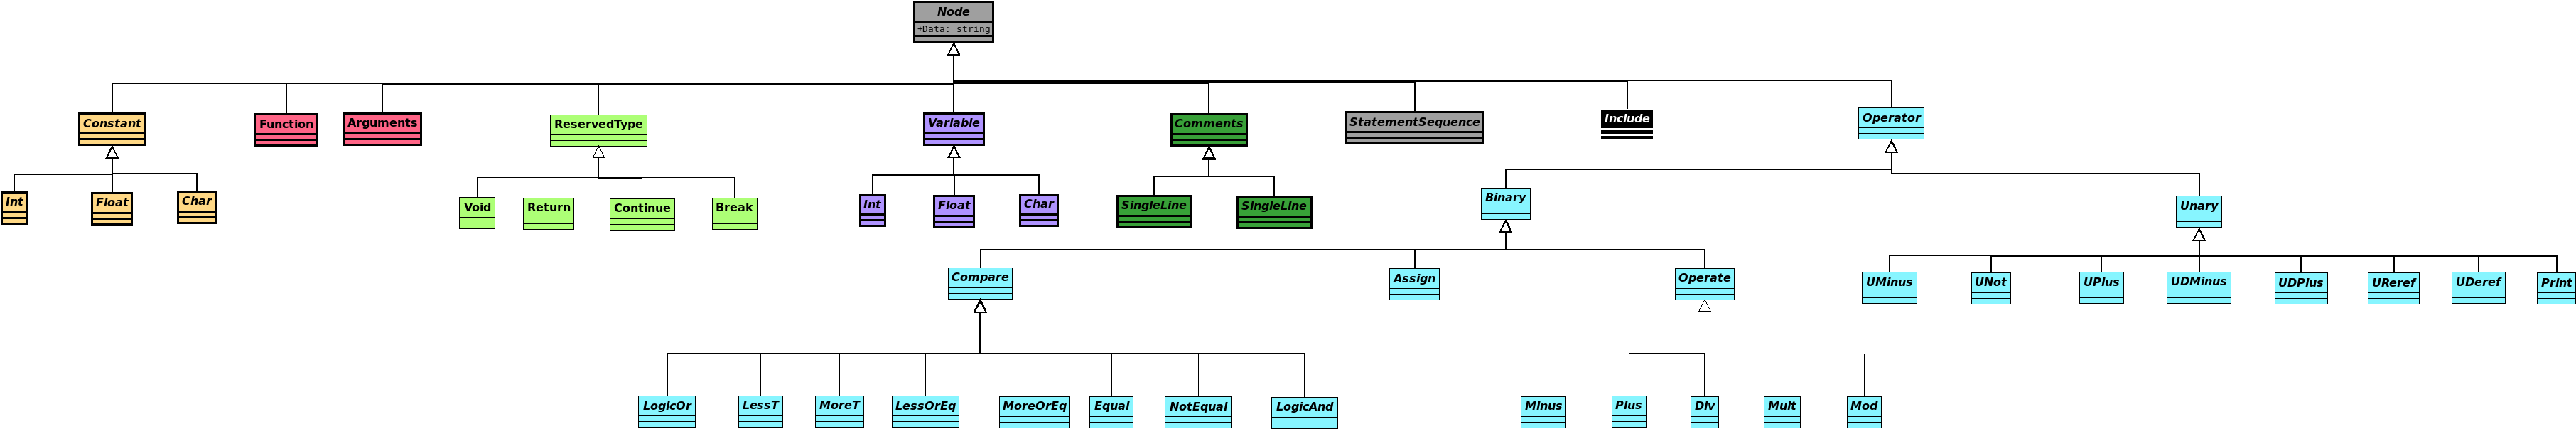 Node
+Data: string
Constant
Function
Arguments
ReservedType
Variable
Comments
StatementSequence
Include
Operator
Int
Float
Char
Void
Return
Continue
Break
Int
Float
Char
SingleLine
SingleLine
Binary
Unary
Compare
Assign
Operate
UMinus
UNot
UPlus
UDMinus
UDPlus
URef
UDeref
Print
LogicOr
LessT
MoreT
LessOrEq
MoreOrEq
Equal
NotEqual
LogicAnd
Minus
Plus
Div
Mult
Mod